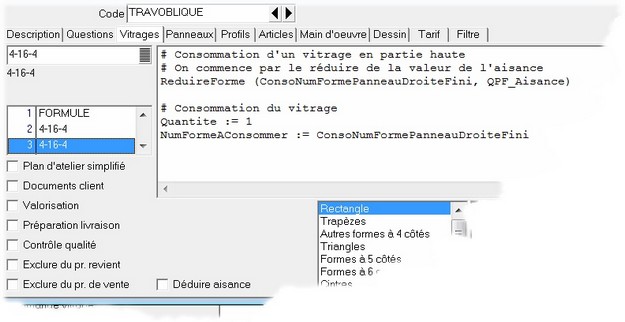 Code TRAVOBLIQUE
Description Questions Vitrages Panneaux Profils Articles Main d'oeuvre Dessin Tarif Filtre
4-16-4
4-16-4
1 FORMULE
2 4-16-4
3 4-16-4
# Consommation d'un vitrage en partie haute
# On commence par le réduire de la valeur de l'aisance
ReduireForme (ConsoNumFormePanneauDroiteFini, QPF_Aisance)
# Consommation du vitrage
Quantite := 1
NumFormeAConsommer := ConsoNumFormePanneauDroiteFini
Plan d'atelier simplifié
Documents client
Valorisation
Préparation livraison
Contrôle qualité
Exclure du pr. revient
Exclure du pr. de vente
Déduire aisance
Rectangle
Trapèzes
Autres formes à 4 côtés
Triangles
Formes à 5 côtés
Formes à 6
Cintres